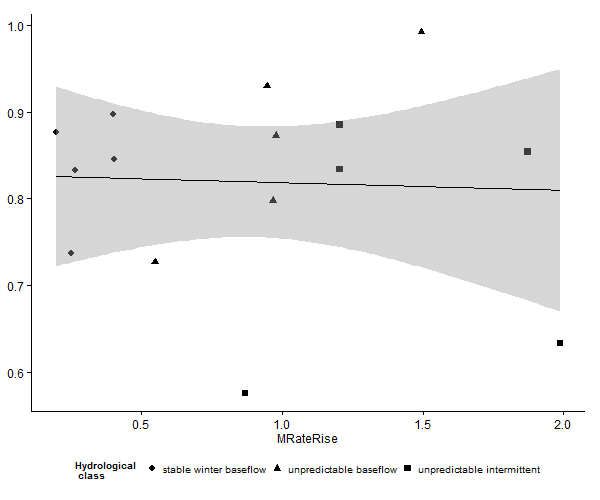 1.0
0.9
0.8
0.7
0.6
0.5 1.0 1.5 2.0
MRateRise
Hydrological
class
stable winter baseflow unpredictable baseflow unpredictable intermittent